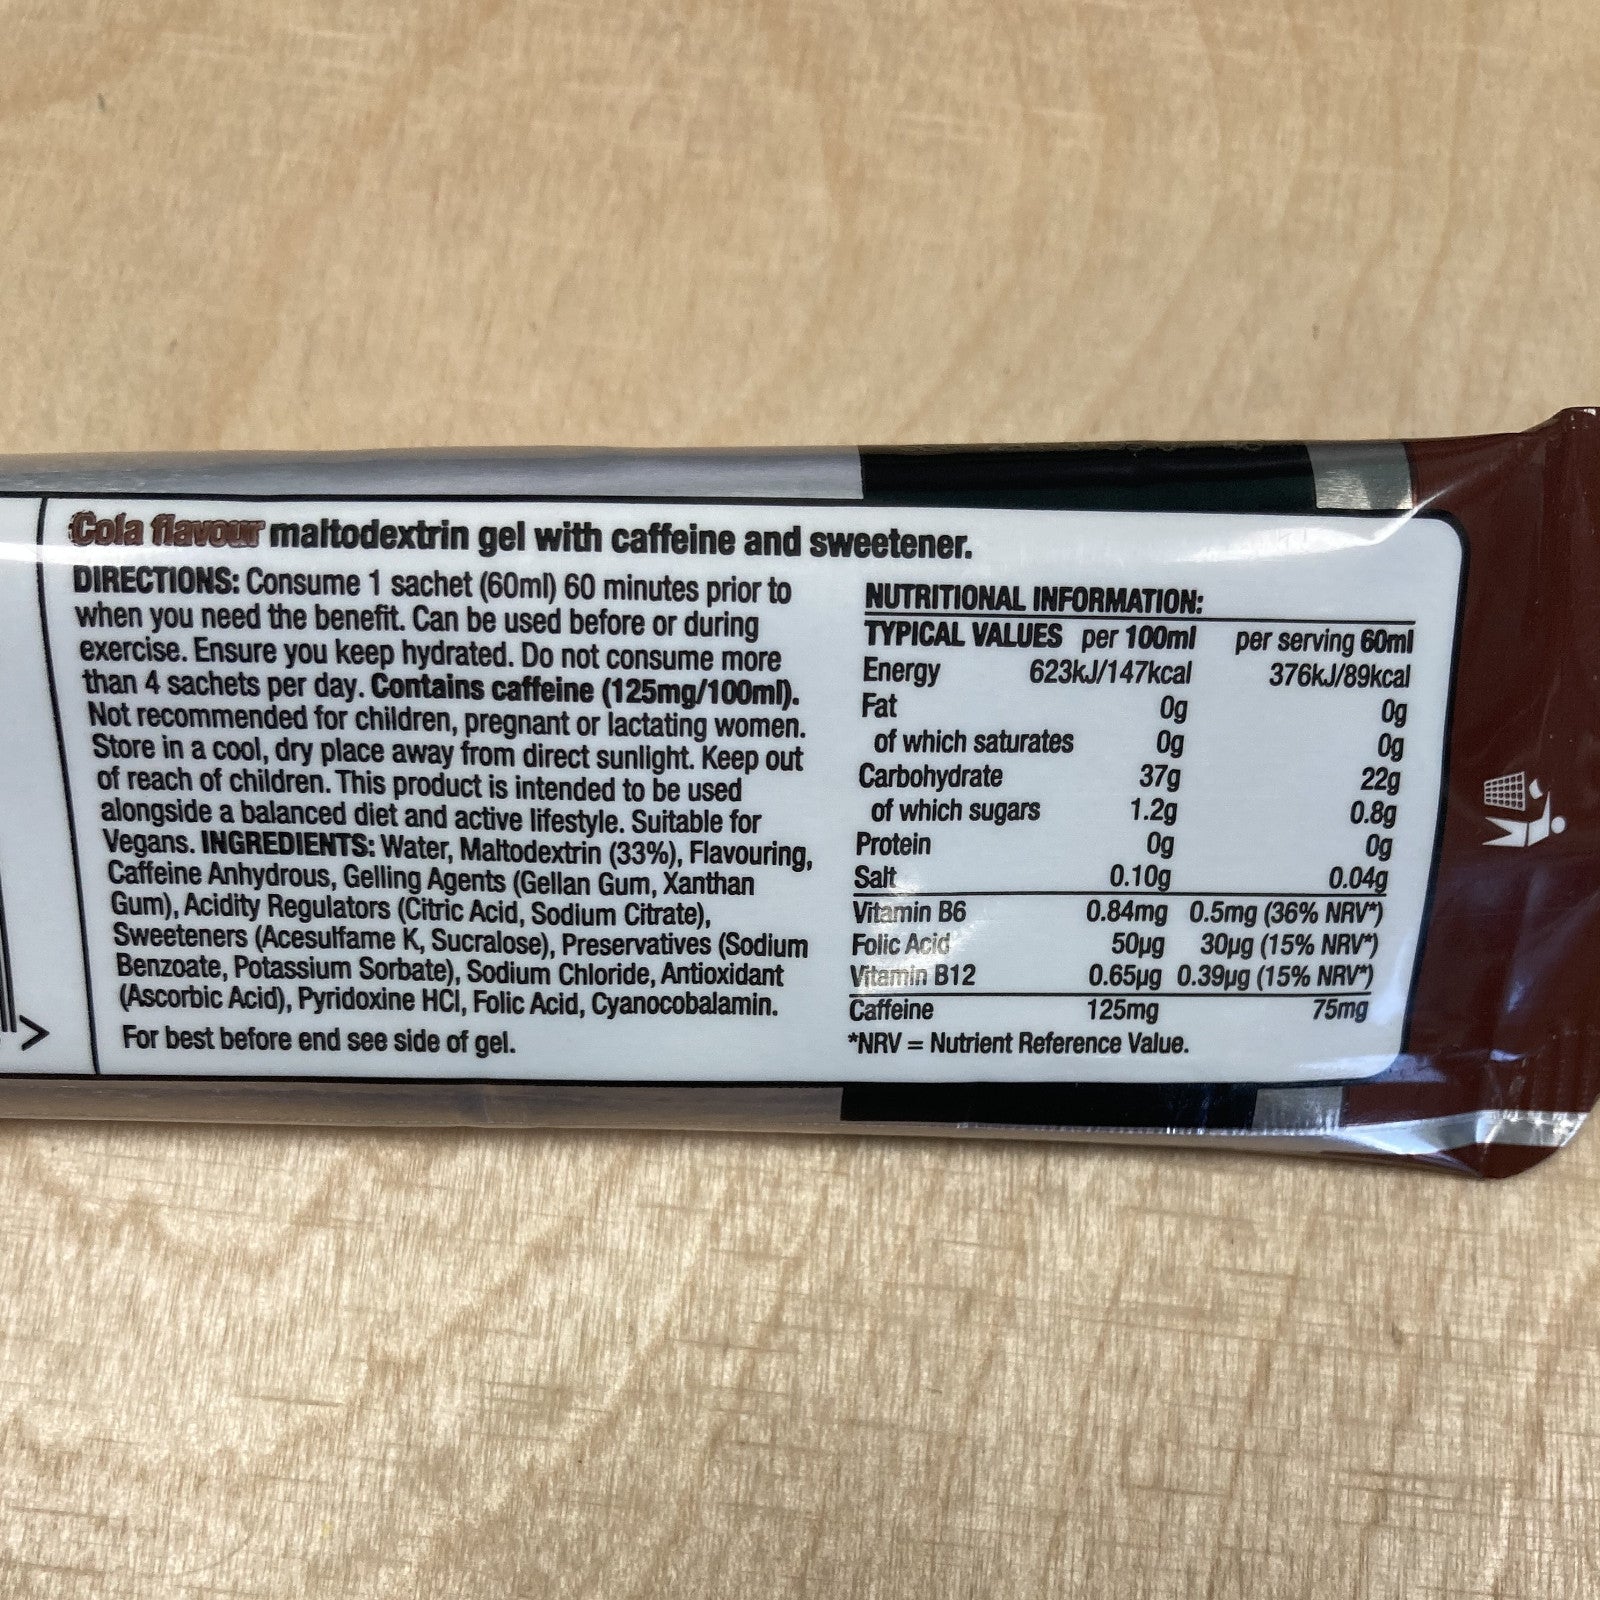 Cola flavour maltodextrin gel with caffeine and sweetener.
DIRECTIONS: Consume 1 sachet (60ml) 60 minutes prior to
when you need the benefit. Can be used before or during
exercise. Ensure you keep hydrated. Do not consume more
than 4 sachets per day. Contains caffeine (125mg/100ml).
Not recommended for children, pregnant or lactating women.
Store in a cool, dry place away from direct sunlight. Keep out
of reach of children. This product is intended to be used
alongside a balanced diet and active lifestyle. Suitable for
Vegans. INGREDIENTS: Water, Maltodextrin (33%), Flavouring,
Caffeine Anhydrous, Gelling Agents (Gellan Gum, Xanthan
Gum), Acidity Regulators (Citric Acid, Sodium Citrate),
Sweeteners (Acesulfame K, Sucralose), Preservatives (Sodium
Benzoate, Potassium Sorbate), Sodium Chloride, Antioxidant
(Ascorbic Acid), Pyridoxine HCl, Folic Acid, Cyanocobalamin.
For best before end see side of gel.
NUTRITIONAL INFORMATION:
TYPICAL VALUES per 100ml per serving 60ml
Energy 623kJ/147kcal 376kJ/89kcal
Fat 0g 0g
of which saturates 0g 0g
Carbohydrate 37g 22g
of which sugars 1.2g 0.8g
Protein 0g 0g
Salt 0.10g 0.04g
Vitamin B6 0.84mg 0.5mg (36% NRV*)
Folic Acid 50µg 30µg (15% NRV*)
Vitamin B12 0.65µg 0.39µg (15% NRV*)
Caffeine 125mg 75mg
*NRV = Nutrient Reference Value.
>